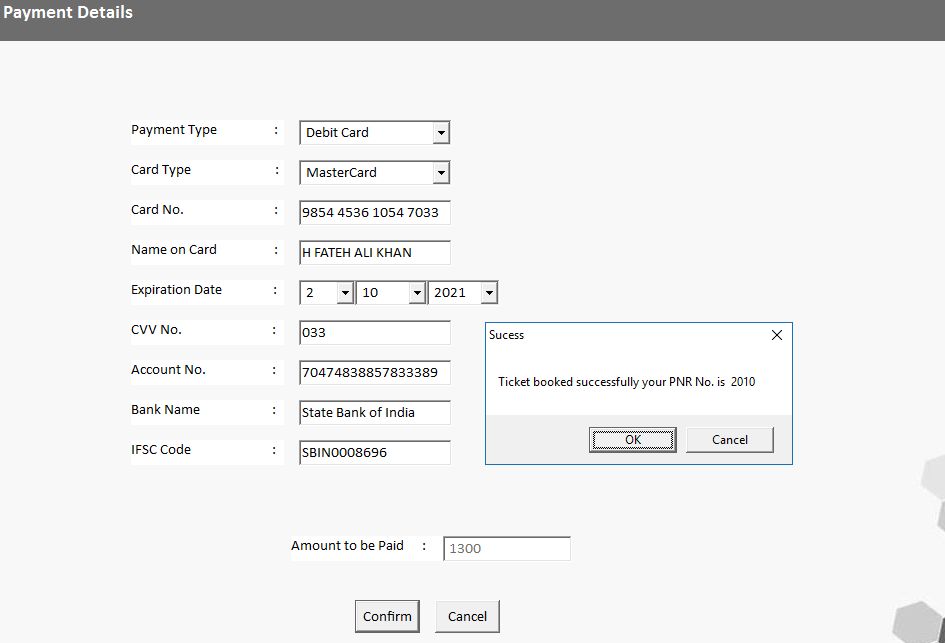 Payment Details
Payment Type : Debit Card
Card Type : MasterCard
Card No. : 9854 4536 1054 7033
Name on Card : H FATEH ALI KHAN
Expiration Date : 2 10 2021
CVV No. : 033
Account No. : 70474838857833389
Bank Name : State Bank of India
IFSC Code : SBIN0008696
Sucess
Ticket booked successfully your PNR No. is 2010
OK Cancel
Amount to be Paid : 1300
Confirm Cancel